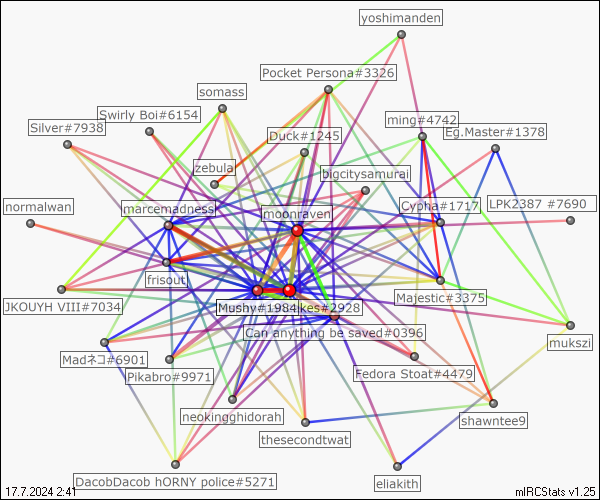 yoshimanden
Pocket Persona#3326
somass
Swirly Boi#6154
ming#4742
Silver#7938
Duck#1245
Eg.Master#1378
zebula
bigcitysamurai
normalwan
marcemadness
moonraven
Cypha#1717
LPK2387 #7690
frisout
JKOUYH VIII#7034
Mushy#1984
ikes#2928
Majestic#3375
Can anything be saved#0396
mukszi
Madネコ#6901
Pikabro#9971
Fedora Stoat#4479
neokingghidorah
shawntee9
thesecondtwat
DacobDacob hORNY police#5271
eliakith
17.7.2024 2:41
mIRCStats v1.25